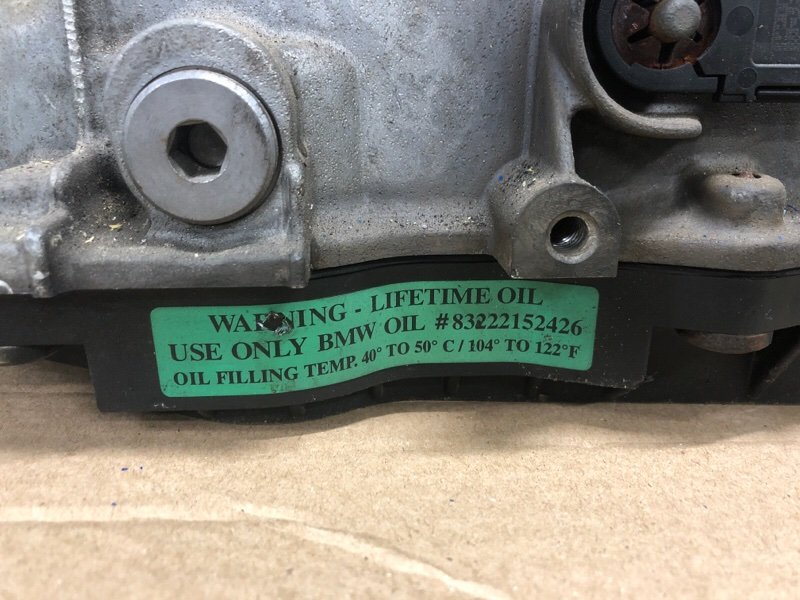 WARNING - LIFETIME OIL
USE ONLY BMW OIL #83222152426
OIL FILLING TEMP. 40° TO 50° C / 104° TO 122°F